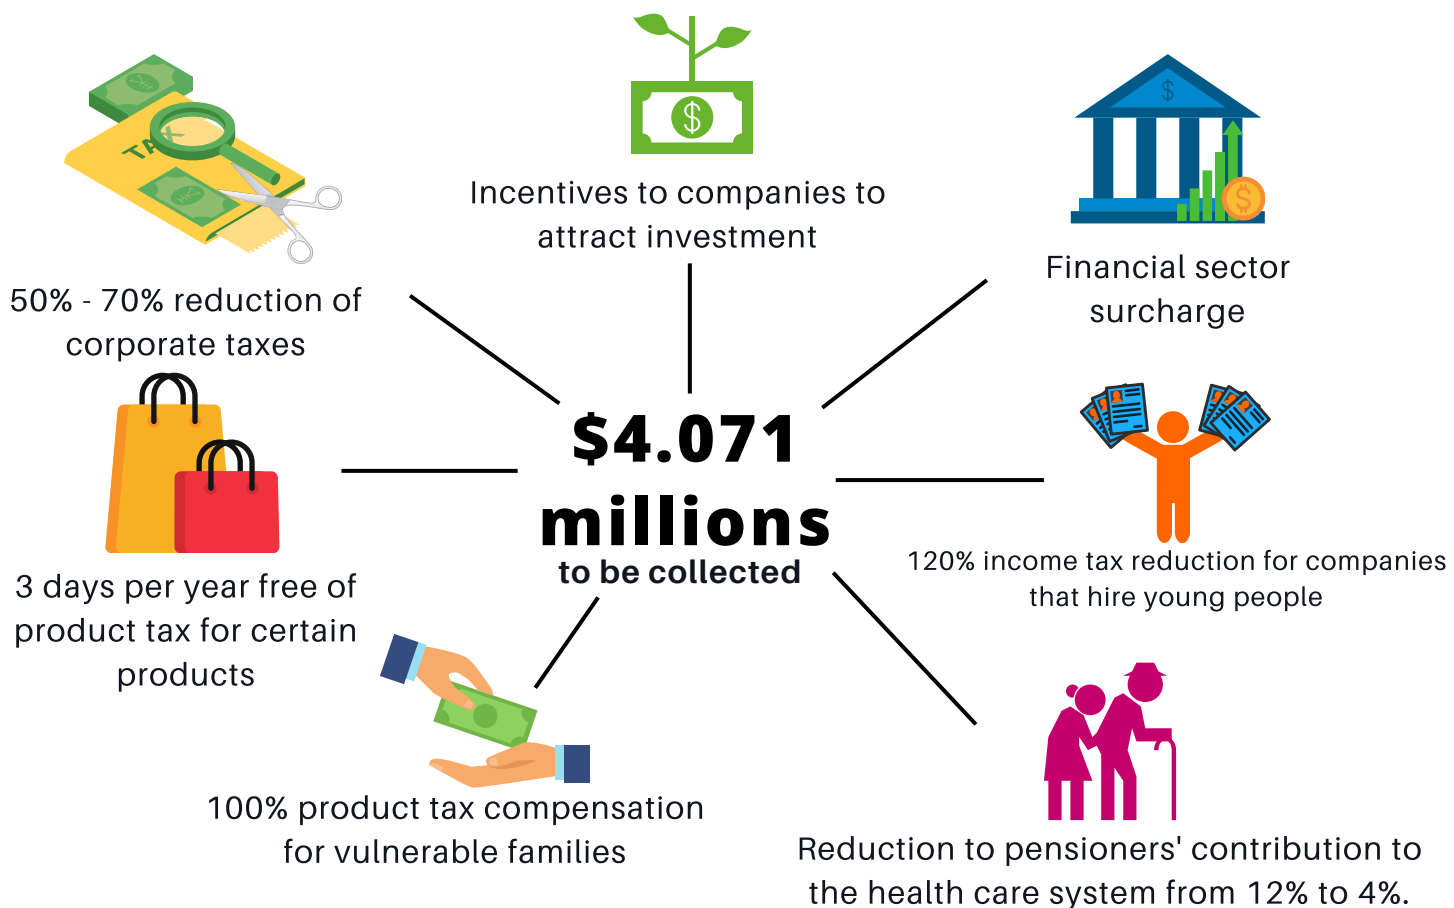 TAX
Incentives to companies to
attract investment
$
$
$
Financial sector
surcharge
50% - 70% reduction of
corporate taxes
$4.071
millions
to be collected
120% income tax reduction for companies
that hire young people
3 days per year free of
product tax for certain
products
100% product tax compensation
for vulnerable families
Reduction to pensioners' contribution to
the health care system from 12% to 4%.